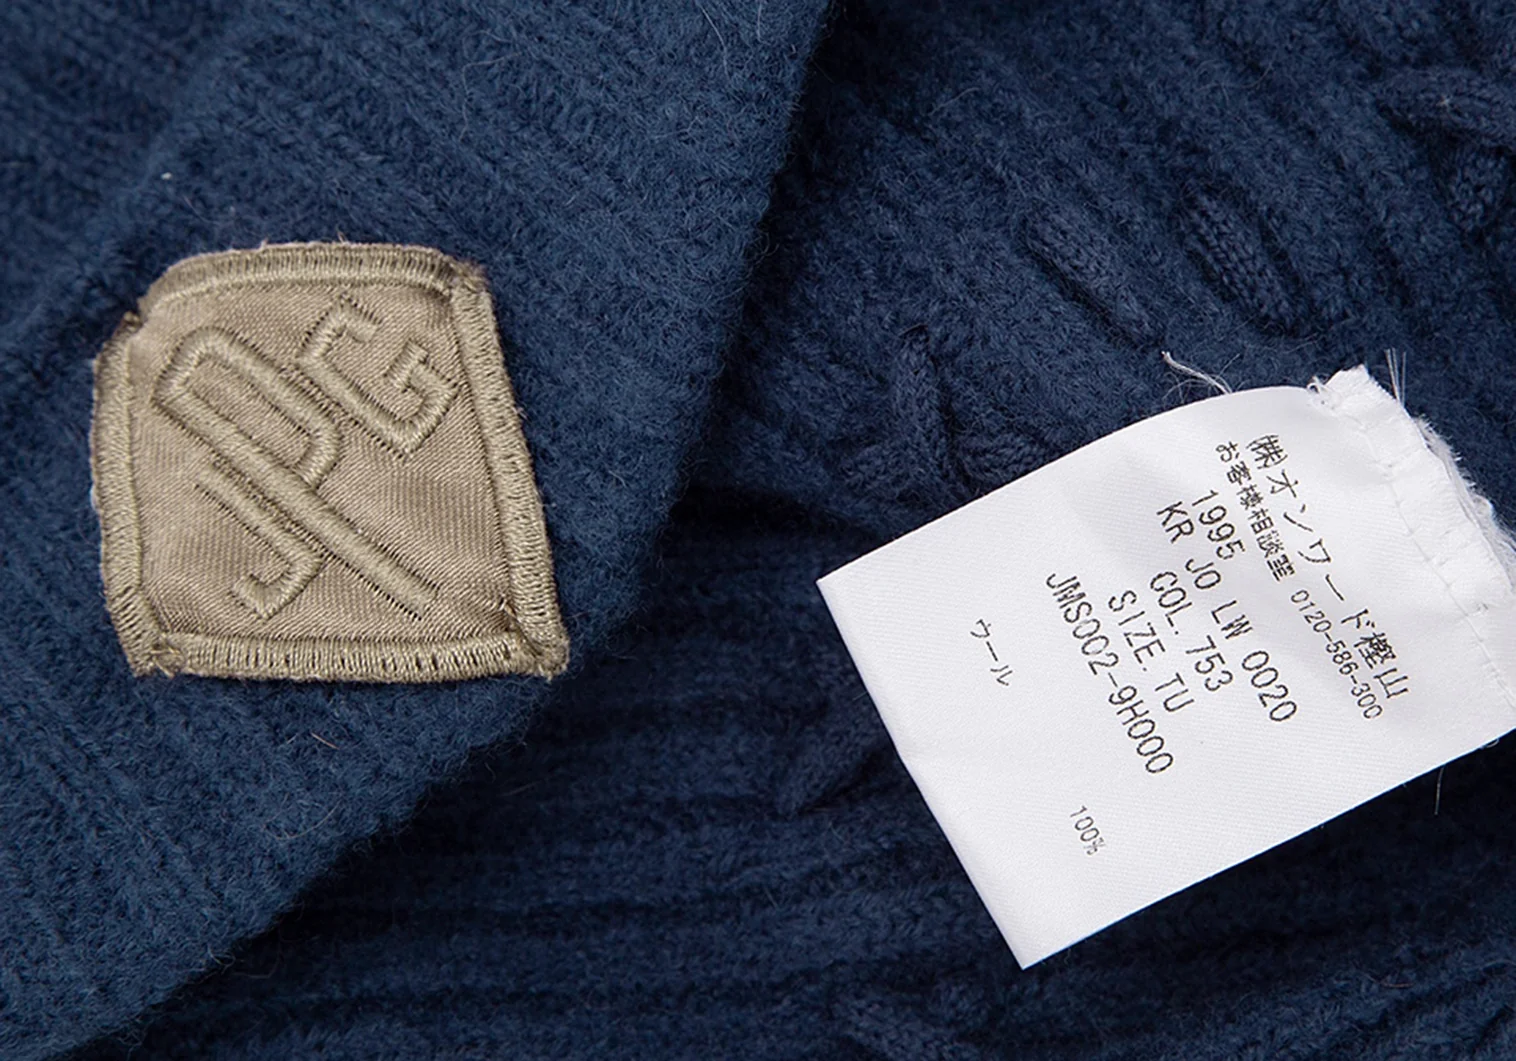 JPG
㈱オンワード樫山
お客様相談室 0120-586-300
1995
KR JO LW 0020
COL. 753
SIZE TU
JMS002-9H000
ウール 100%